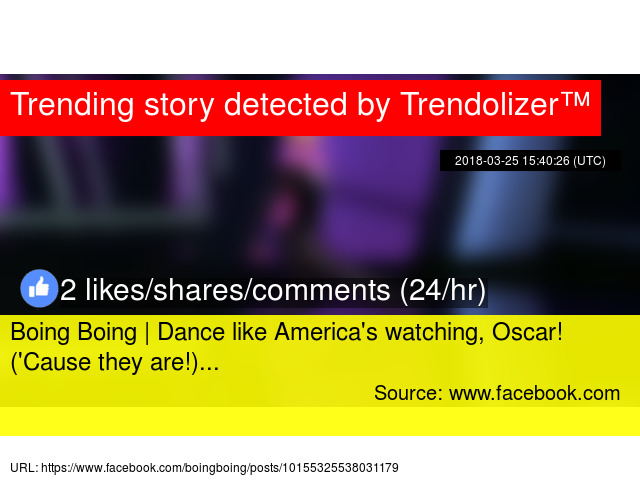 Trending story detected by Trendolizer™
2018-03-25 15:40:26 (UTC)
2 likes/shares/comments (24/hr)
Boing Boing | Dance like America's watching, Oscar!
('Cause they are!)...
Source: www.facebook.com
URL: https://www.facebook.com/boingboing/posts/10155325538031179